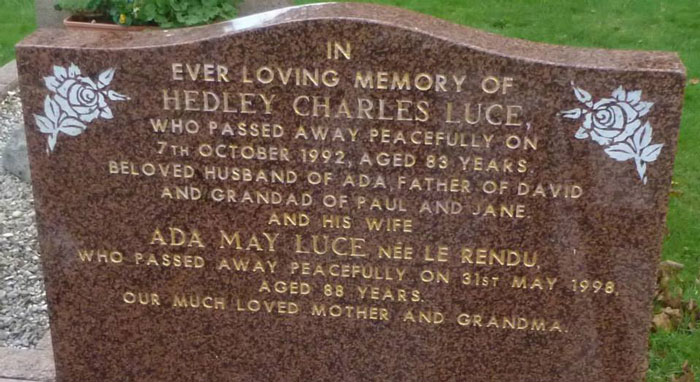 IN
EVER LOVING MEMORY OF
HEDLEY CHARLES LUCE,
WHO PASSED AWAY PEACEFULLY ON
7TH OCTOBER 1992, AGED 83 YEARS.
BELOVED HUSBAND OF ADA, FATHER OF DAVID
AND GRANDAD OF PAUL AND JANE
AND HIS WIFE
ADA MAY LUCE NÉE LE RENDU,
WHO PASSED AWAY PEACEFULLY ON 31ST MAY 1998,
AGED 88 YEARS.
OUR MUCH LOVED MOTHER AND GRANDMA.